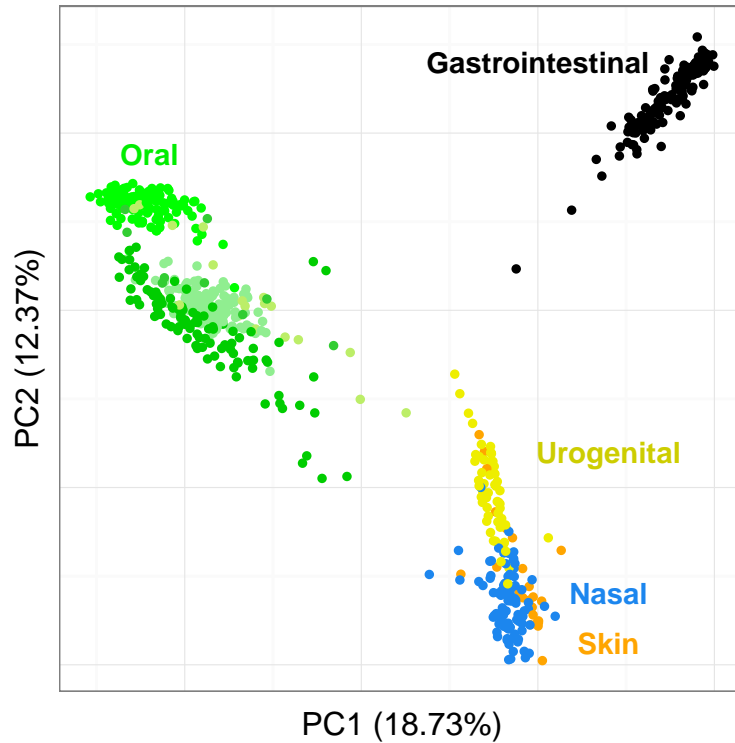 Gastrointestinal
Oral
Urogenital
Nasal
Skin
PC2 (12.37%)
PC1 (18.73%)